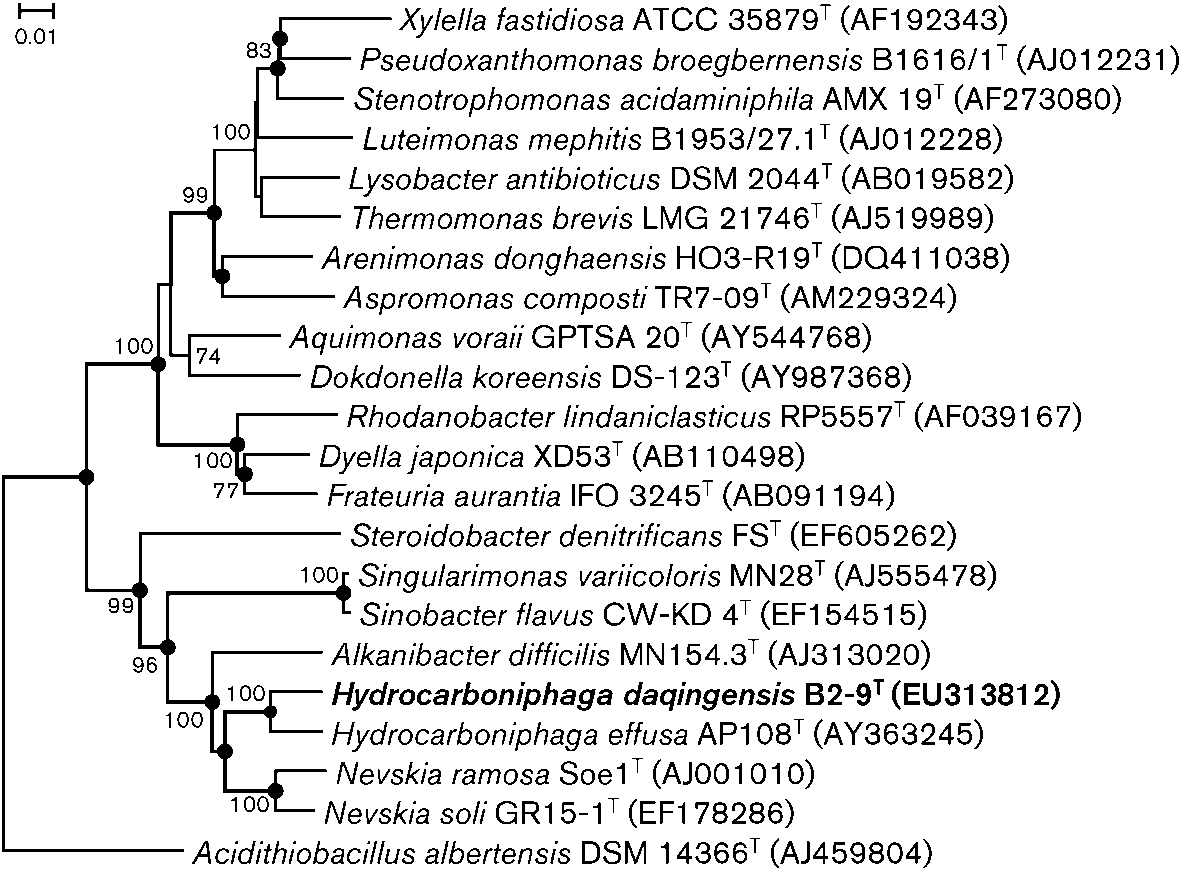 0.01
Xylella fastidiosa ATCC 35879ᵀ (AF192343)
83
Pseudoxanthomonas broegbernensis B1616/1ᵀ (AJ012231)
Stenotrophomonas acidaminiphila AMX 19ᵀ (AF273080)
100
Luteimonas mephitis B1953/27.1ᵀ (AJ012228)
Lysobacter antibioticus DSM 2044ᵀ (AB019582)
99
Thermomonas brevis LMG 21746ᵀ (AJ519989)
Arenimonas donghaensis HO3-R19ᵀ (DQ411038)
Aspromonas composti TR7-09ᵀ (AM229324)
Aquimonas voraii GPTSA 20ᵀ (AY544768)
100
74
Dokdonella koreensis DS-123ᵀ (AY987368)
Rhodanobacter lindaniclasticus RP5557ᵀ (AF039167)
100
Dyella japonica XD53ᵀ (AB110498)
77
Frateuria aurantia IFO 3245ᵀ (AB091194)
Steroidobacter denitrificans FSᵀ (EF605262)
100
Singularimonas variicoloris MN28ᵀ (AJ555478)
99
Sinobacter flavus CW-KD 4ᵀ (EF154515)
96
Alkanibacter difficilis MN154.3ᵀ (AJ313020)
100
Hydrocarboniphaga daqingensis B2-9ᵀ (EU313812)
100
Hydrocarboniphaga effusa AP108ᵀ (AY363245)
Nevskia ramosa Soe1ᵀ (AJ001010)
100
Nevskia soli GR15-1ᵀ (EF178286)
Acidithiobacillus albertensis DSM 14366ᵀ (AJ459804)